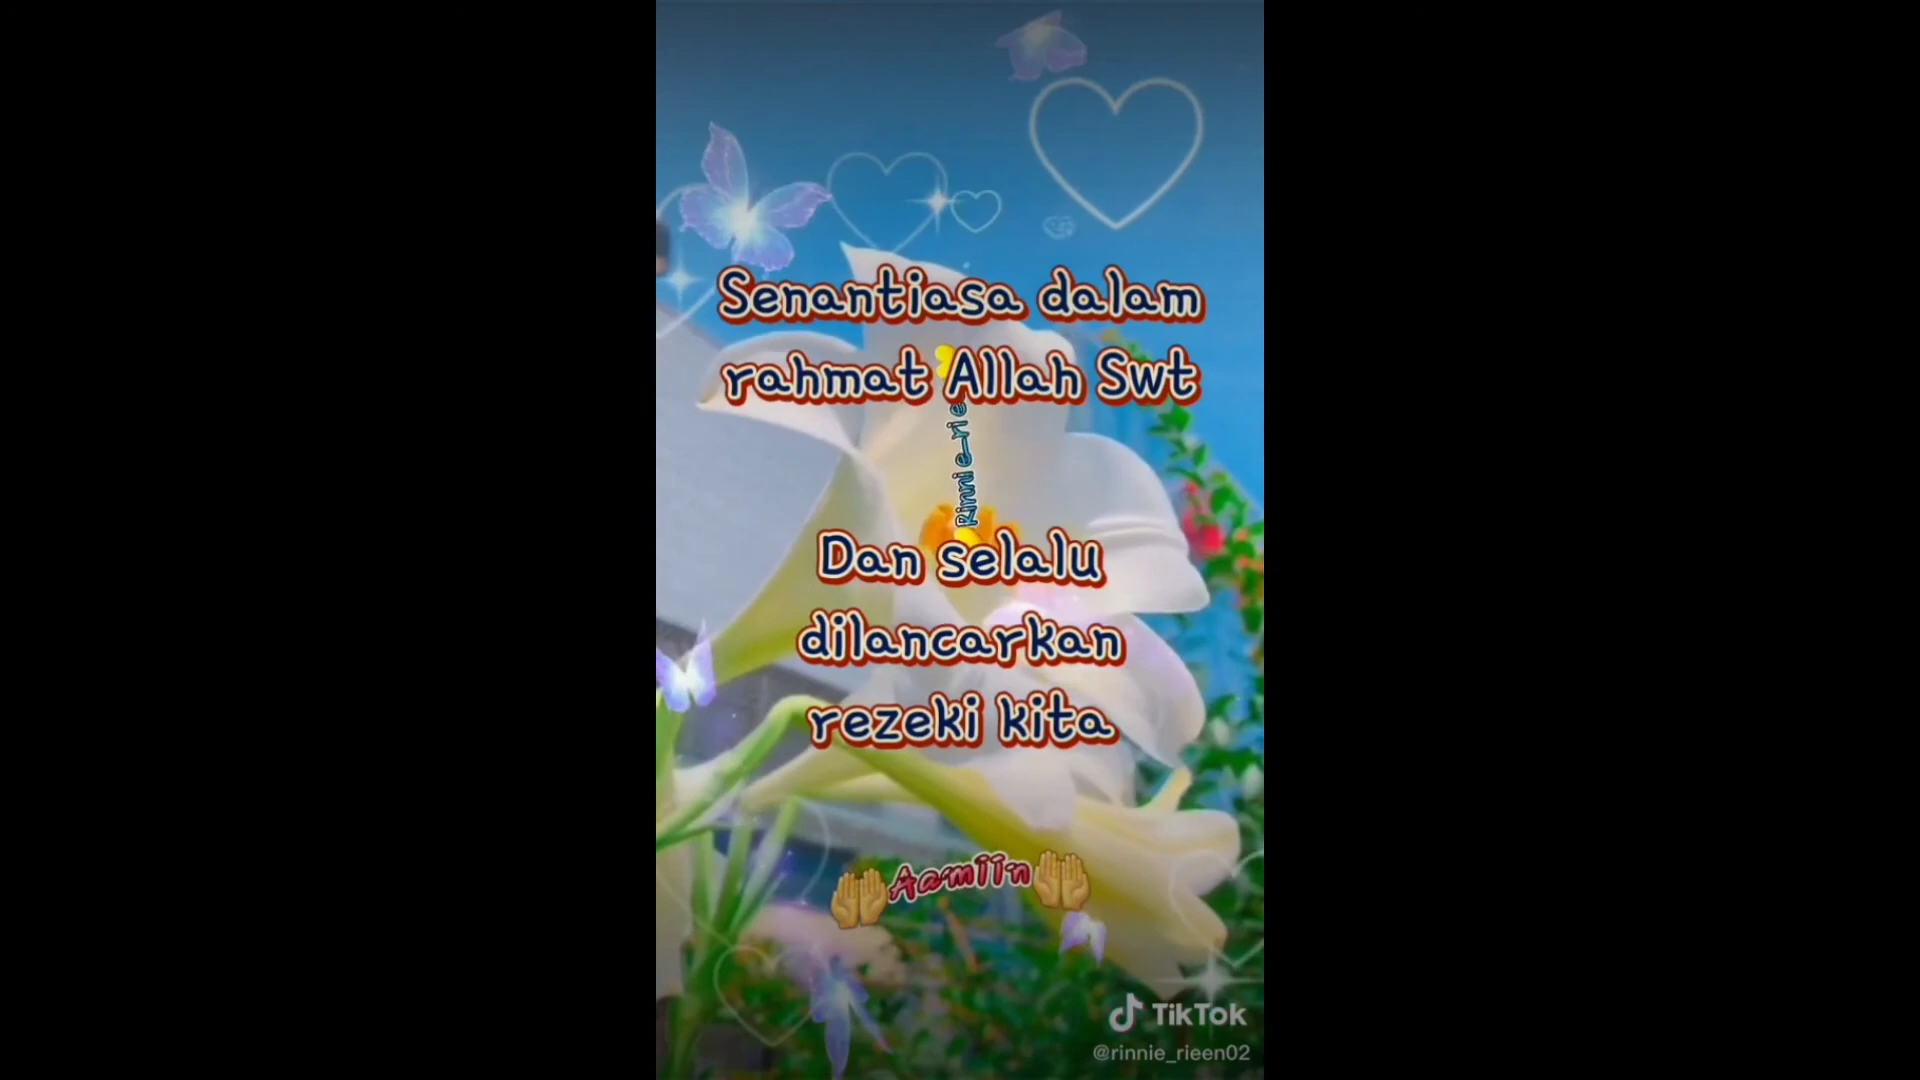 Senantiasa dalam
rahmat Allah Swt
Rinnie_rie
Dan selalu
dilancarkan
rezeki kita
Aamiin
TikTok
@rinnie_rieen02